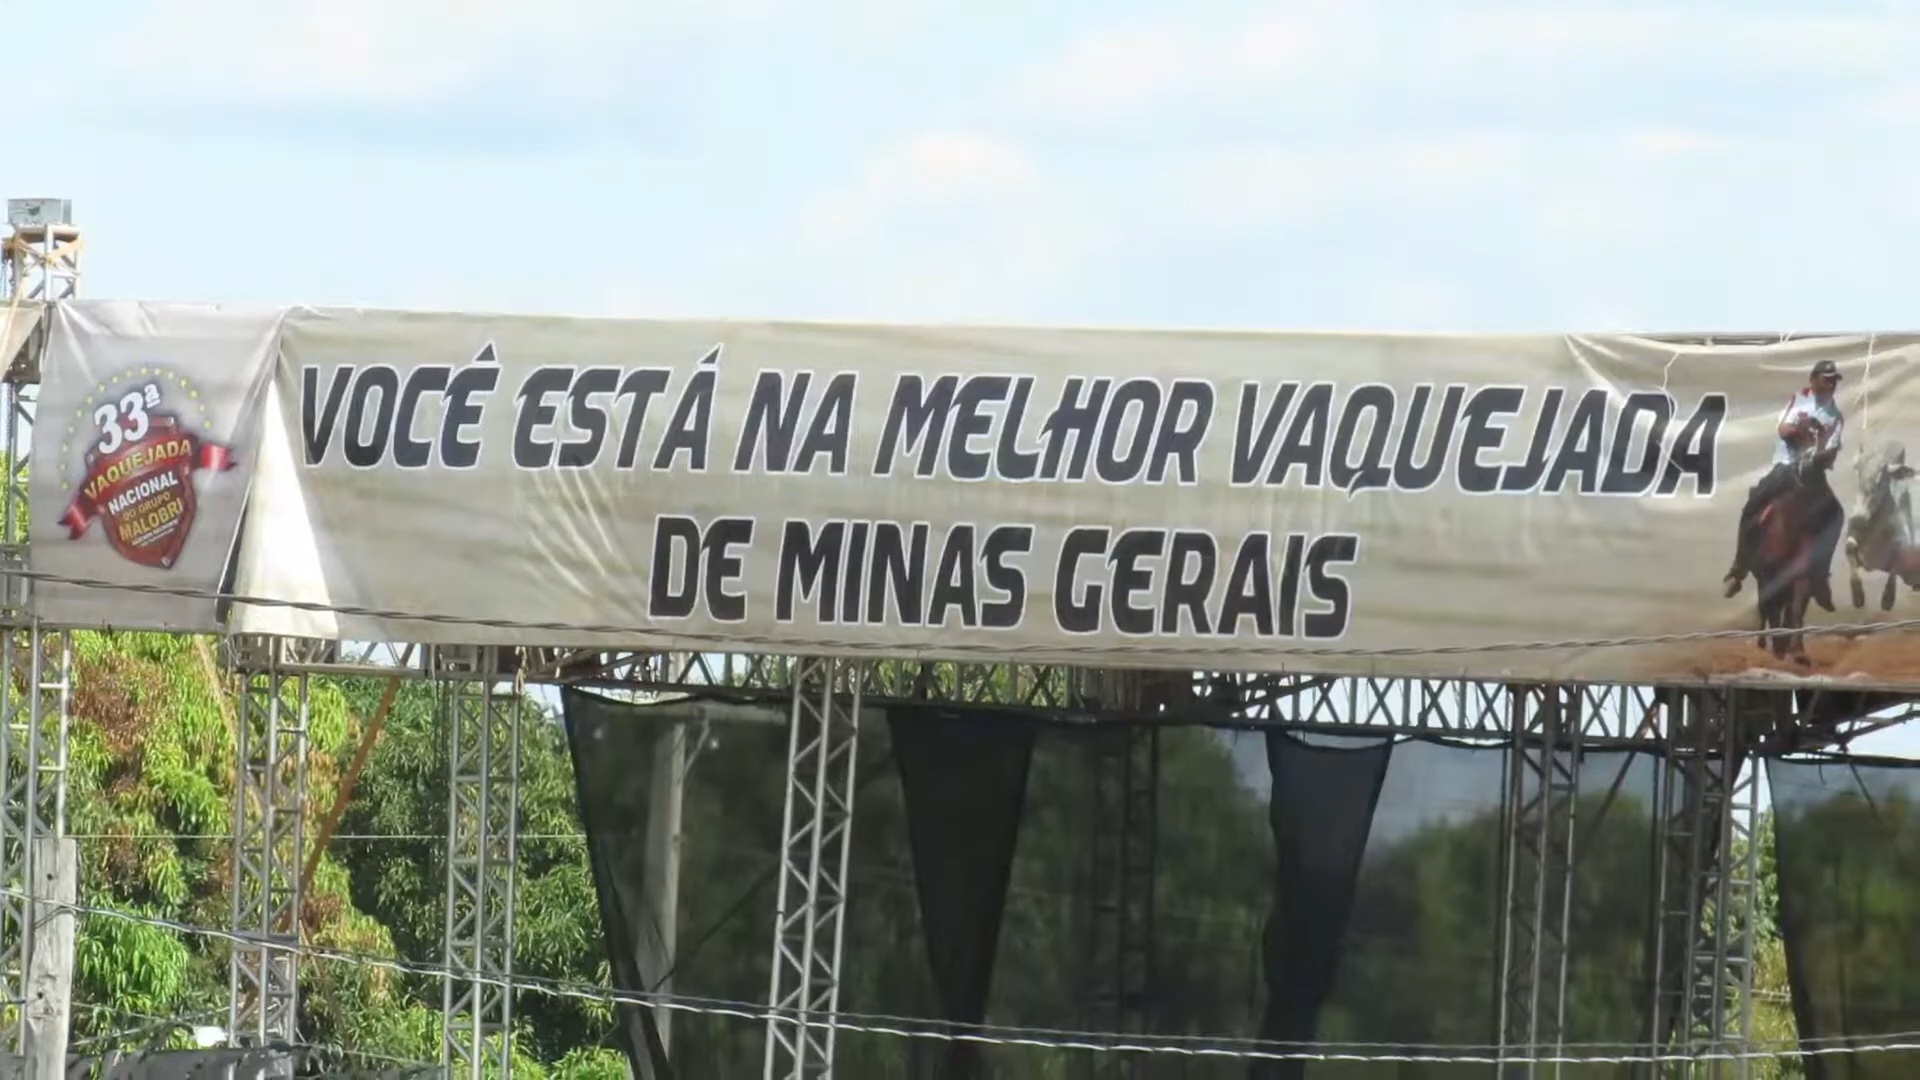 33ª
VAQUEJADA
NACIONAL
DO GRUPO
MALOBRI
VOCÊ ESTÁ NA MELHOR VAQUEJADA
DE MINAS GERAIS